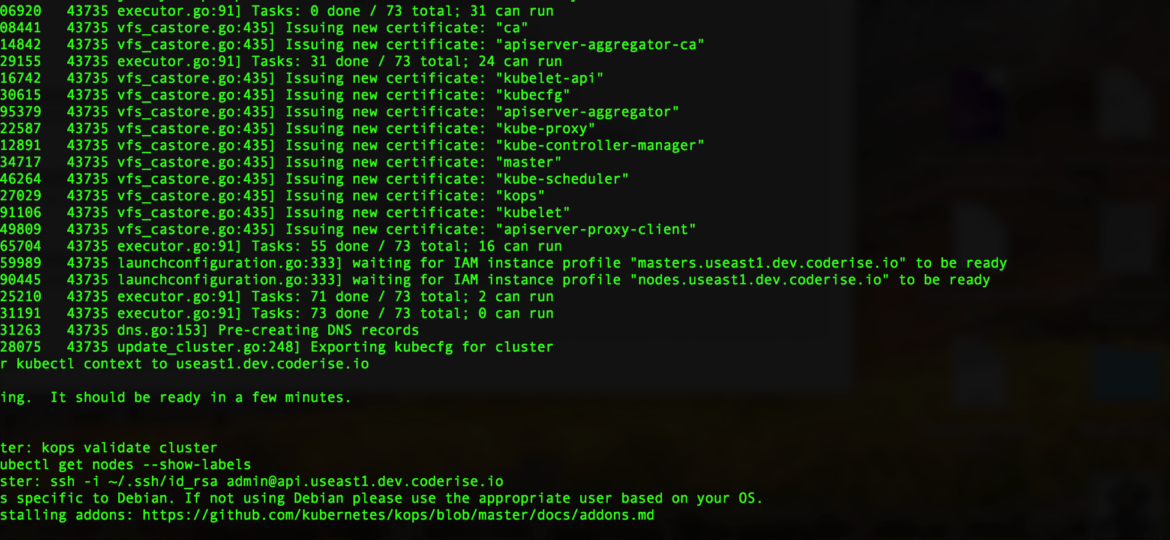 06920   43735 executor.go:91] Tasks: 0 done / 73 total; 31 can run
08441   43735 vfs_castore.go:435] Issuing new certificate: "ca"
14842   43735 vfs_castore.go:435] Issuing new certificate: "apiserver-aggregator-ca"
29155   43735 executor.go:91] Tasks: 31 done / 73 total; 24 can run
16742   43735 vfs_castore.go:435] Issuing new certificate: "kubelet-api"
30615   43735 vfs_castore.go:435] Issuing new certificate: "kubecfg"
95379   43735 vfs_castore.go:435] Issuing new certificate: "apiserver-aggregator"
22587   43735 vfs_castore.go:435] Issuing new certificate: "kube-proxy"
12891   43735 vfs_castore.go:435] Issuing new certificate: "kube-controller-manager"
34717   43735 vfs_castore.go:435] Issuing new certificate: "master"
46264   43735 vfs_castore.go:435] Issuing new certificate: "kube-scheduler"
27029   43735 vfs_castore.go:435] Issuing new certificate: "kops"
91106   43735 vfs_castore.go:435] Issuing new certificate: "kubelet"
49809   43735 vfs_castore.go:435] Issuing new certificate: "apiserver-proxy-client"
65704   43735 executor.go:91] Tasks: 55 done / 73 total; 16 can run
59989   43735 launchconfiguration.go:333] waiting for IAM instance profile "masters.useast1.dev.coderise.io" to be ready
90445   43735 launchconfiguration.go:333] waiting for IAM instance profile "nodes.useast1.dev.coderise.io" to be ready
25210   43735 executor.go:91] Tasks: 71 done / 73 total; 2 can run
31191   43735 executor.go:91] Tasks: 73 done / 73 total; 0 can run
31263   43735 dns.go:153] Pre-creating DNS records
28075   43735 update_cluster.go:248] Exporting kubecfg for cluster
r kubectl context to useast1.dev.coderise.io
ing.  It should be ready in a few minutes.
ter: kops validate cluster
ubectl get nodes --show-labels
ster: ssh -i ~/.ssh/id_rsa admin@api.useast1.dev.coderise.io
s specific to Debian. If not using Debian please use the appropriate user based on your OS.
stalling addons: https://github.com/kubernetes/kops/blob/master/docs/addons.md